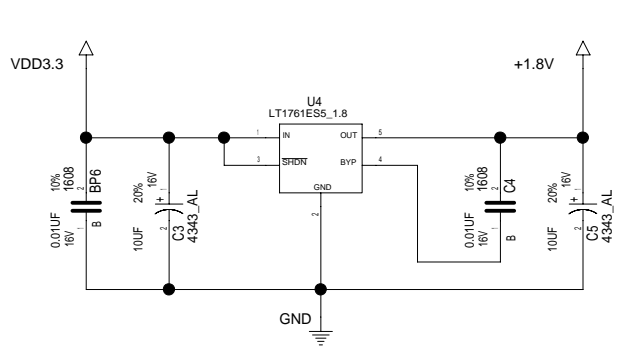 VDD3.3
+1.8V
U4
LT1761ES5_1.8
1
IN
OUT
5
3
SHDN
BYP
4
GND
2
10%
1608
2
BP6
0.01UF
16V
1
B
20%
16V
1
+
10UF
2
C3
4343_AL
10%
1608
2
C4
0.01UF
16V
1
B
20%
16V
1
+
10UF
2
C5
4343_AL
GND